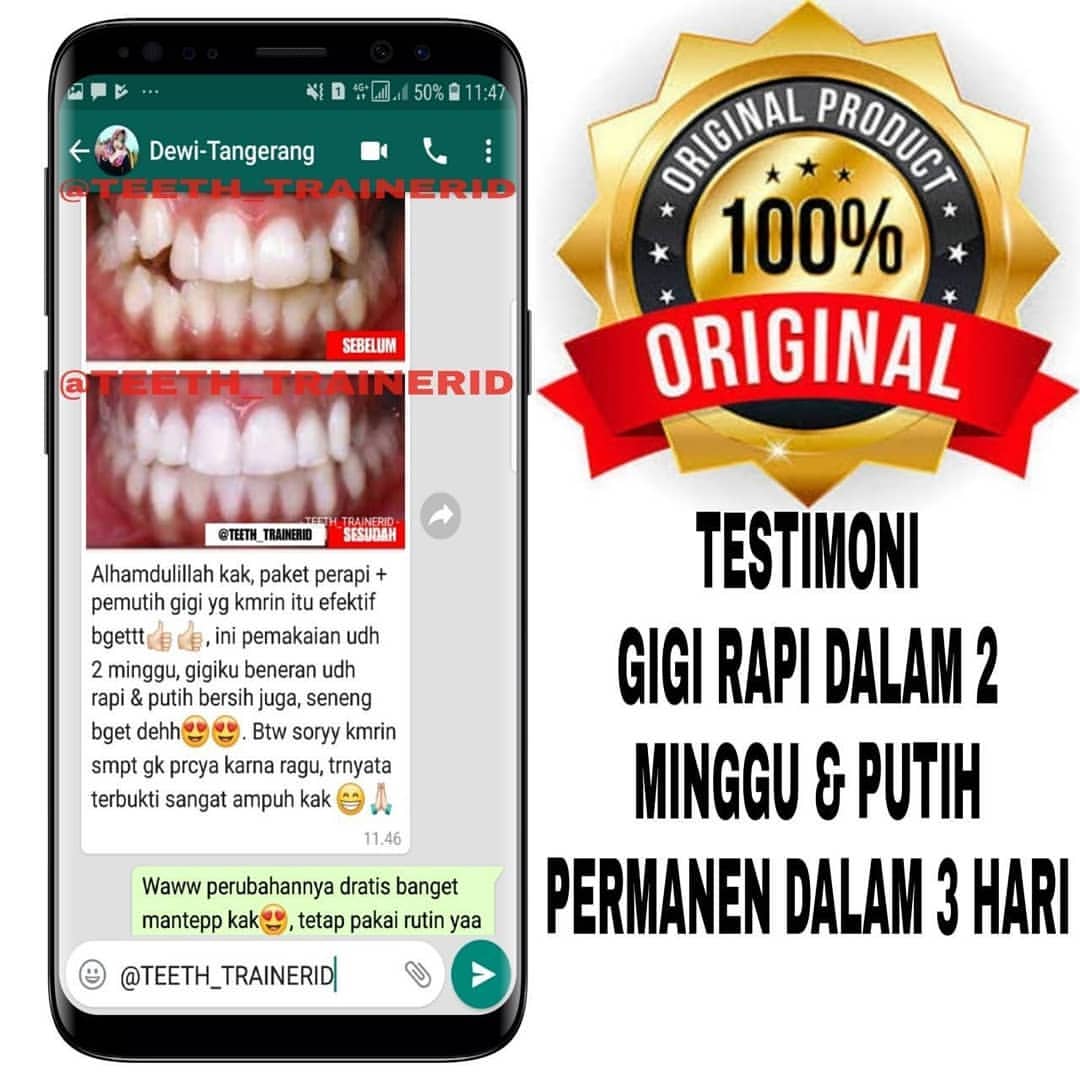 50% 11:47
Dewi-Tangerang
@TEETH_TRAINERID
SEBELUM
@TEETH_TRAINERID
- TEETH_TRAINERID -
@TEETH_TRAINERID SESUDAH
Alhamdulillah kak, paket perapi +
pemutih gigi yg kmrin itu efektif
bgettt👍🏻👍🏻, ini pemakaian udh
2 minggu, gigiku beneran udh
rapi & putih bersih juga, seneng
bget dehh😍😍. Btw soryy kmrin
smpt gk prcya karna ragu, trnyata
terbukti sangat ampuh kak😁🙏🏻
11.46
Waww perubahannya dratis banget
mantepp kak😍, tetap pakai rutin yaa
@TEETH_TRAINERID
ORIGINAL PRODUCT
100%
ORIGINAL
TESTIMONI
GIGI RAPI DALAM 2
MINGGU & PUTIH
PERMANEN DALAM 3 HARI